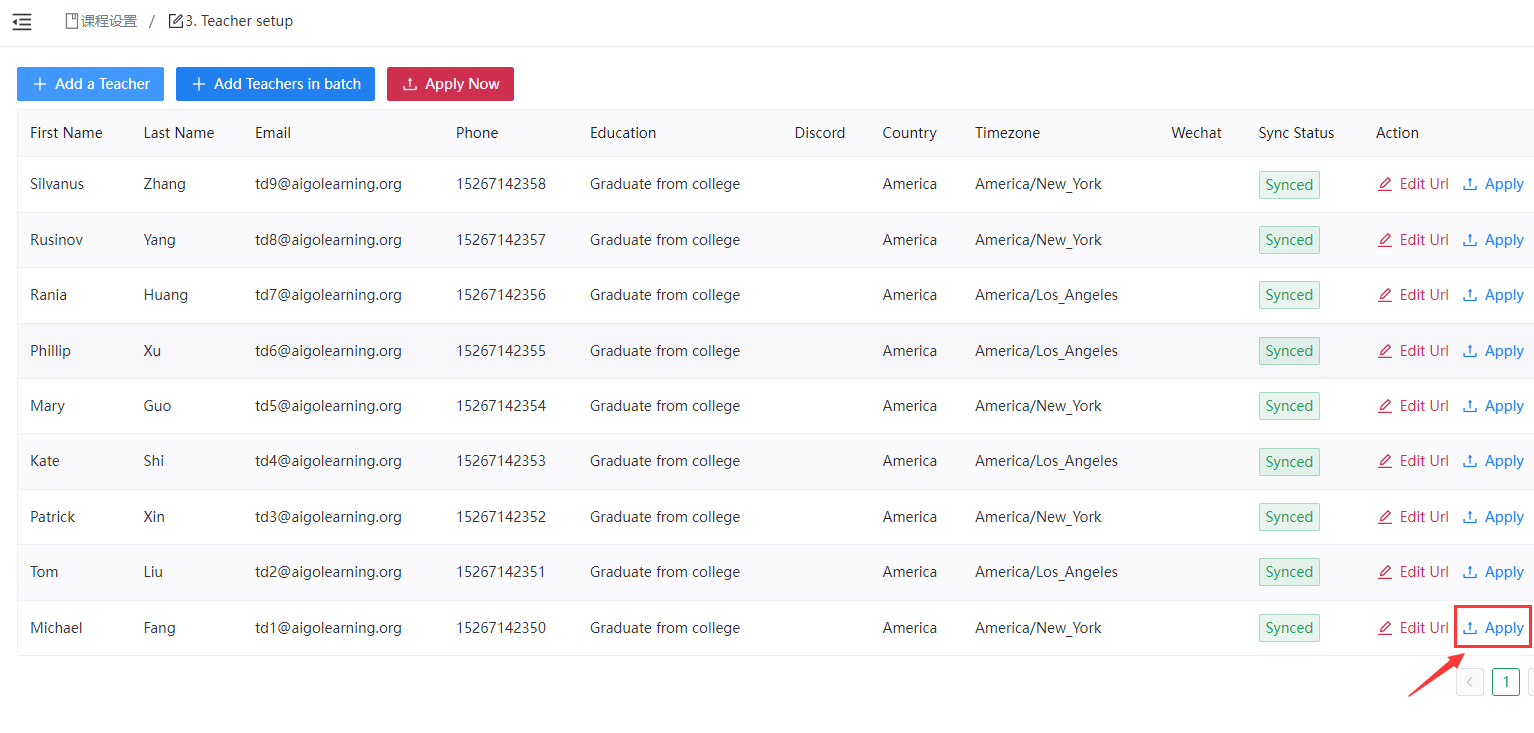 课程设置 / 3. Teacher setup
Add a Teacher Add Teachers in batch Apply Now
First Name Last Name Email Phone Education Discord Country Timezone Wechat Sync Status Action
Silvanus Zhang td9@aigolearning.org 15267142358 Graduate from college America America/New_York Synced Edit Url Apply
Rusinov Yang td8@aigolearning.org 15267142357 Graduate from college America America/New_York Synced Edit Url Apply
Rania Huang td7@aigolearning.org 15267142356 Graduate from college America America/Los_Angeles Synced Edit Url Apply
Phillip Xu td6@aigolearning.org 15267142355 Graduate from college America America/Los_Angeles Synced Edit Url Apply
Mary Guo td5@aigolearning.org 15267142354 Graduate from college America America/New_York Synced Edit Url Apply
Kate Shi td4@aigolearning.org 15267142353 Graduate from college America America/Los_Angeles Synced Edit Url Apply
Patrick Xin td3@aigolearning.org 15267142352 Graduate from college America America/New_York Synced Edit Url Apply
Tom Liu td2@aigolearning.org 15267142351 Graduate from college America America/Los_Angeles Synced Edit Url Apply
Michael Fang td1@aigolearning.org 15267142350 Graduate from college America America/New_York Synced Edit Url Apply
1